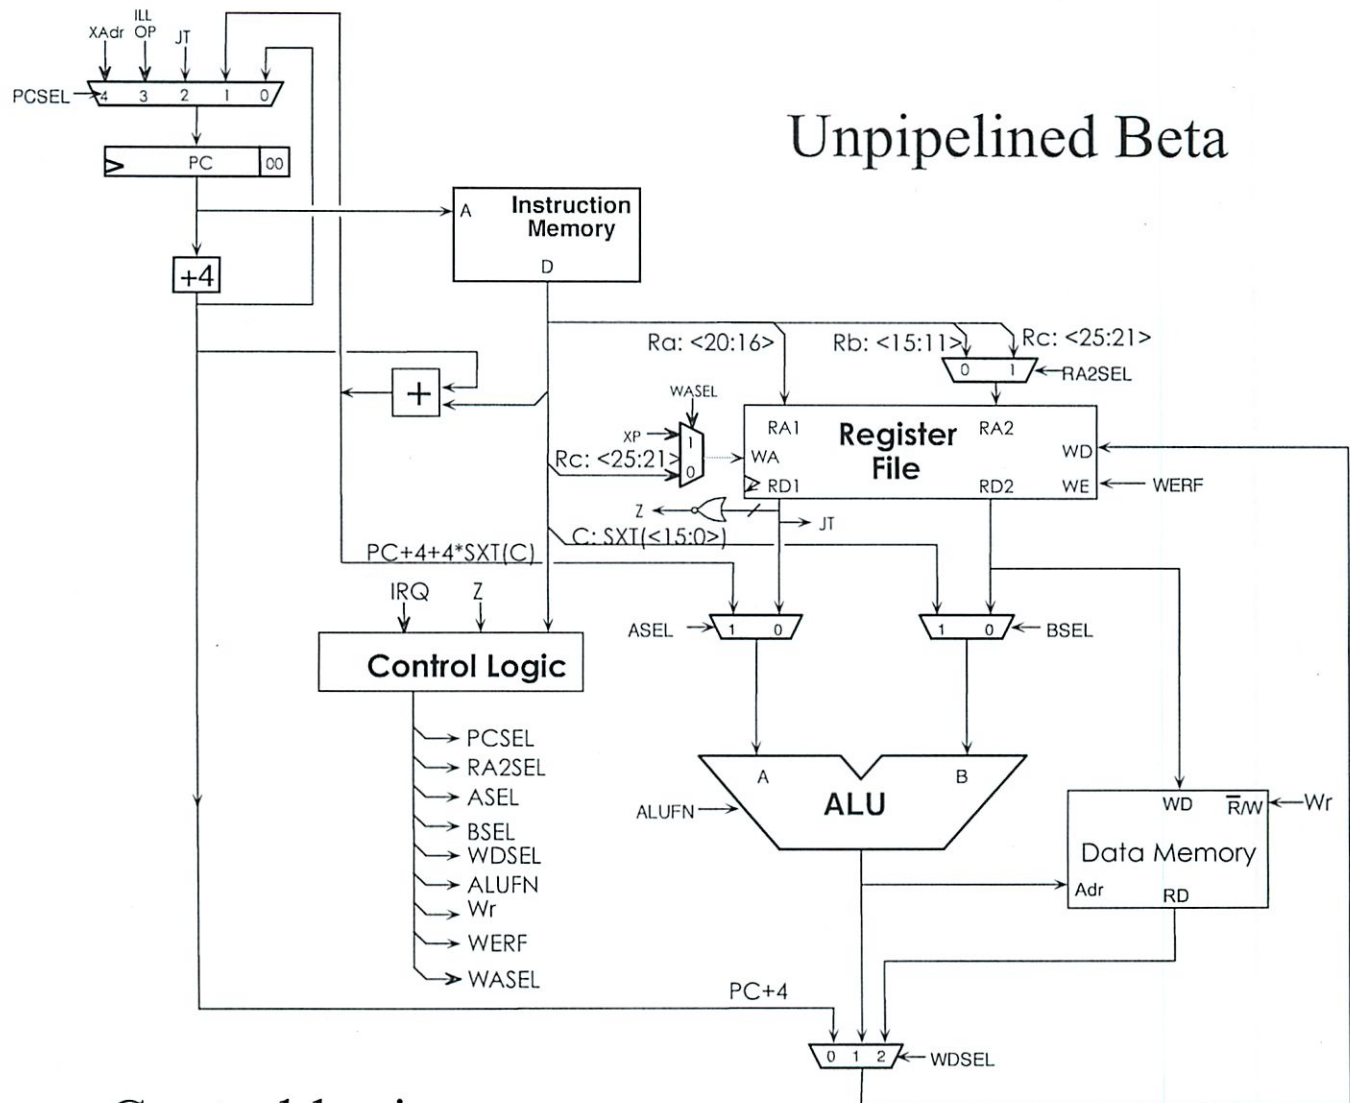 ILL
XAdr OP JT
PCSEL 4 3 2 1 0
Unpipelined Beta
PC 00
A Instruction
Memory
D
+4
Ra: <20:16> Rb: <15:11> Rc: <25:21>
0 1 RA2SEL
+
WASEL
XP 1
Rc: <25:21> 0
RA1 Register RA2
WA File WD
RD1 RD2 WE WERF
Z JT
C: SXT(<15:0>)
PC+4+4*SXT(C)
IRQ Z
ASEL 1 0 1 0 BSEL
Control Logic
PCSEL
RA2SEL
ASEL
BSEL
WDSEL
ALUFN
Wr
WERF
WASEL
A B
ALUFN ALU
WD R̅/W Wr
Data Memory
Adr RD
PC+4
0 1 2 WDSEL